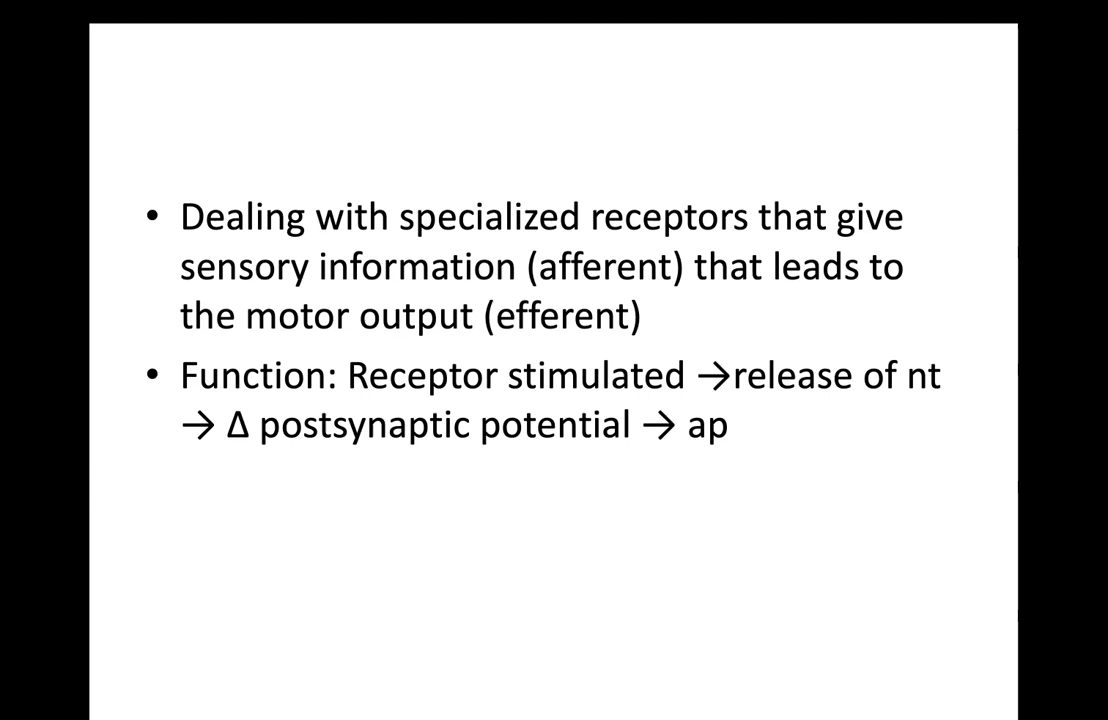 • Dealing with specialized receptors that give
sensory information (afferent) that leads to
the motor output (efferent)
• Function: Receptor stimulated →release of nt
→ Δ postsynaptic potential → ap